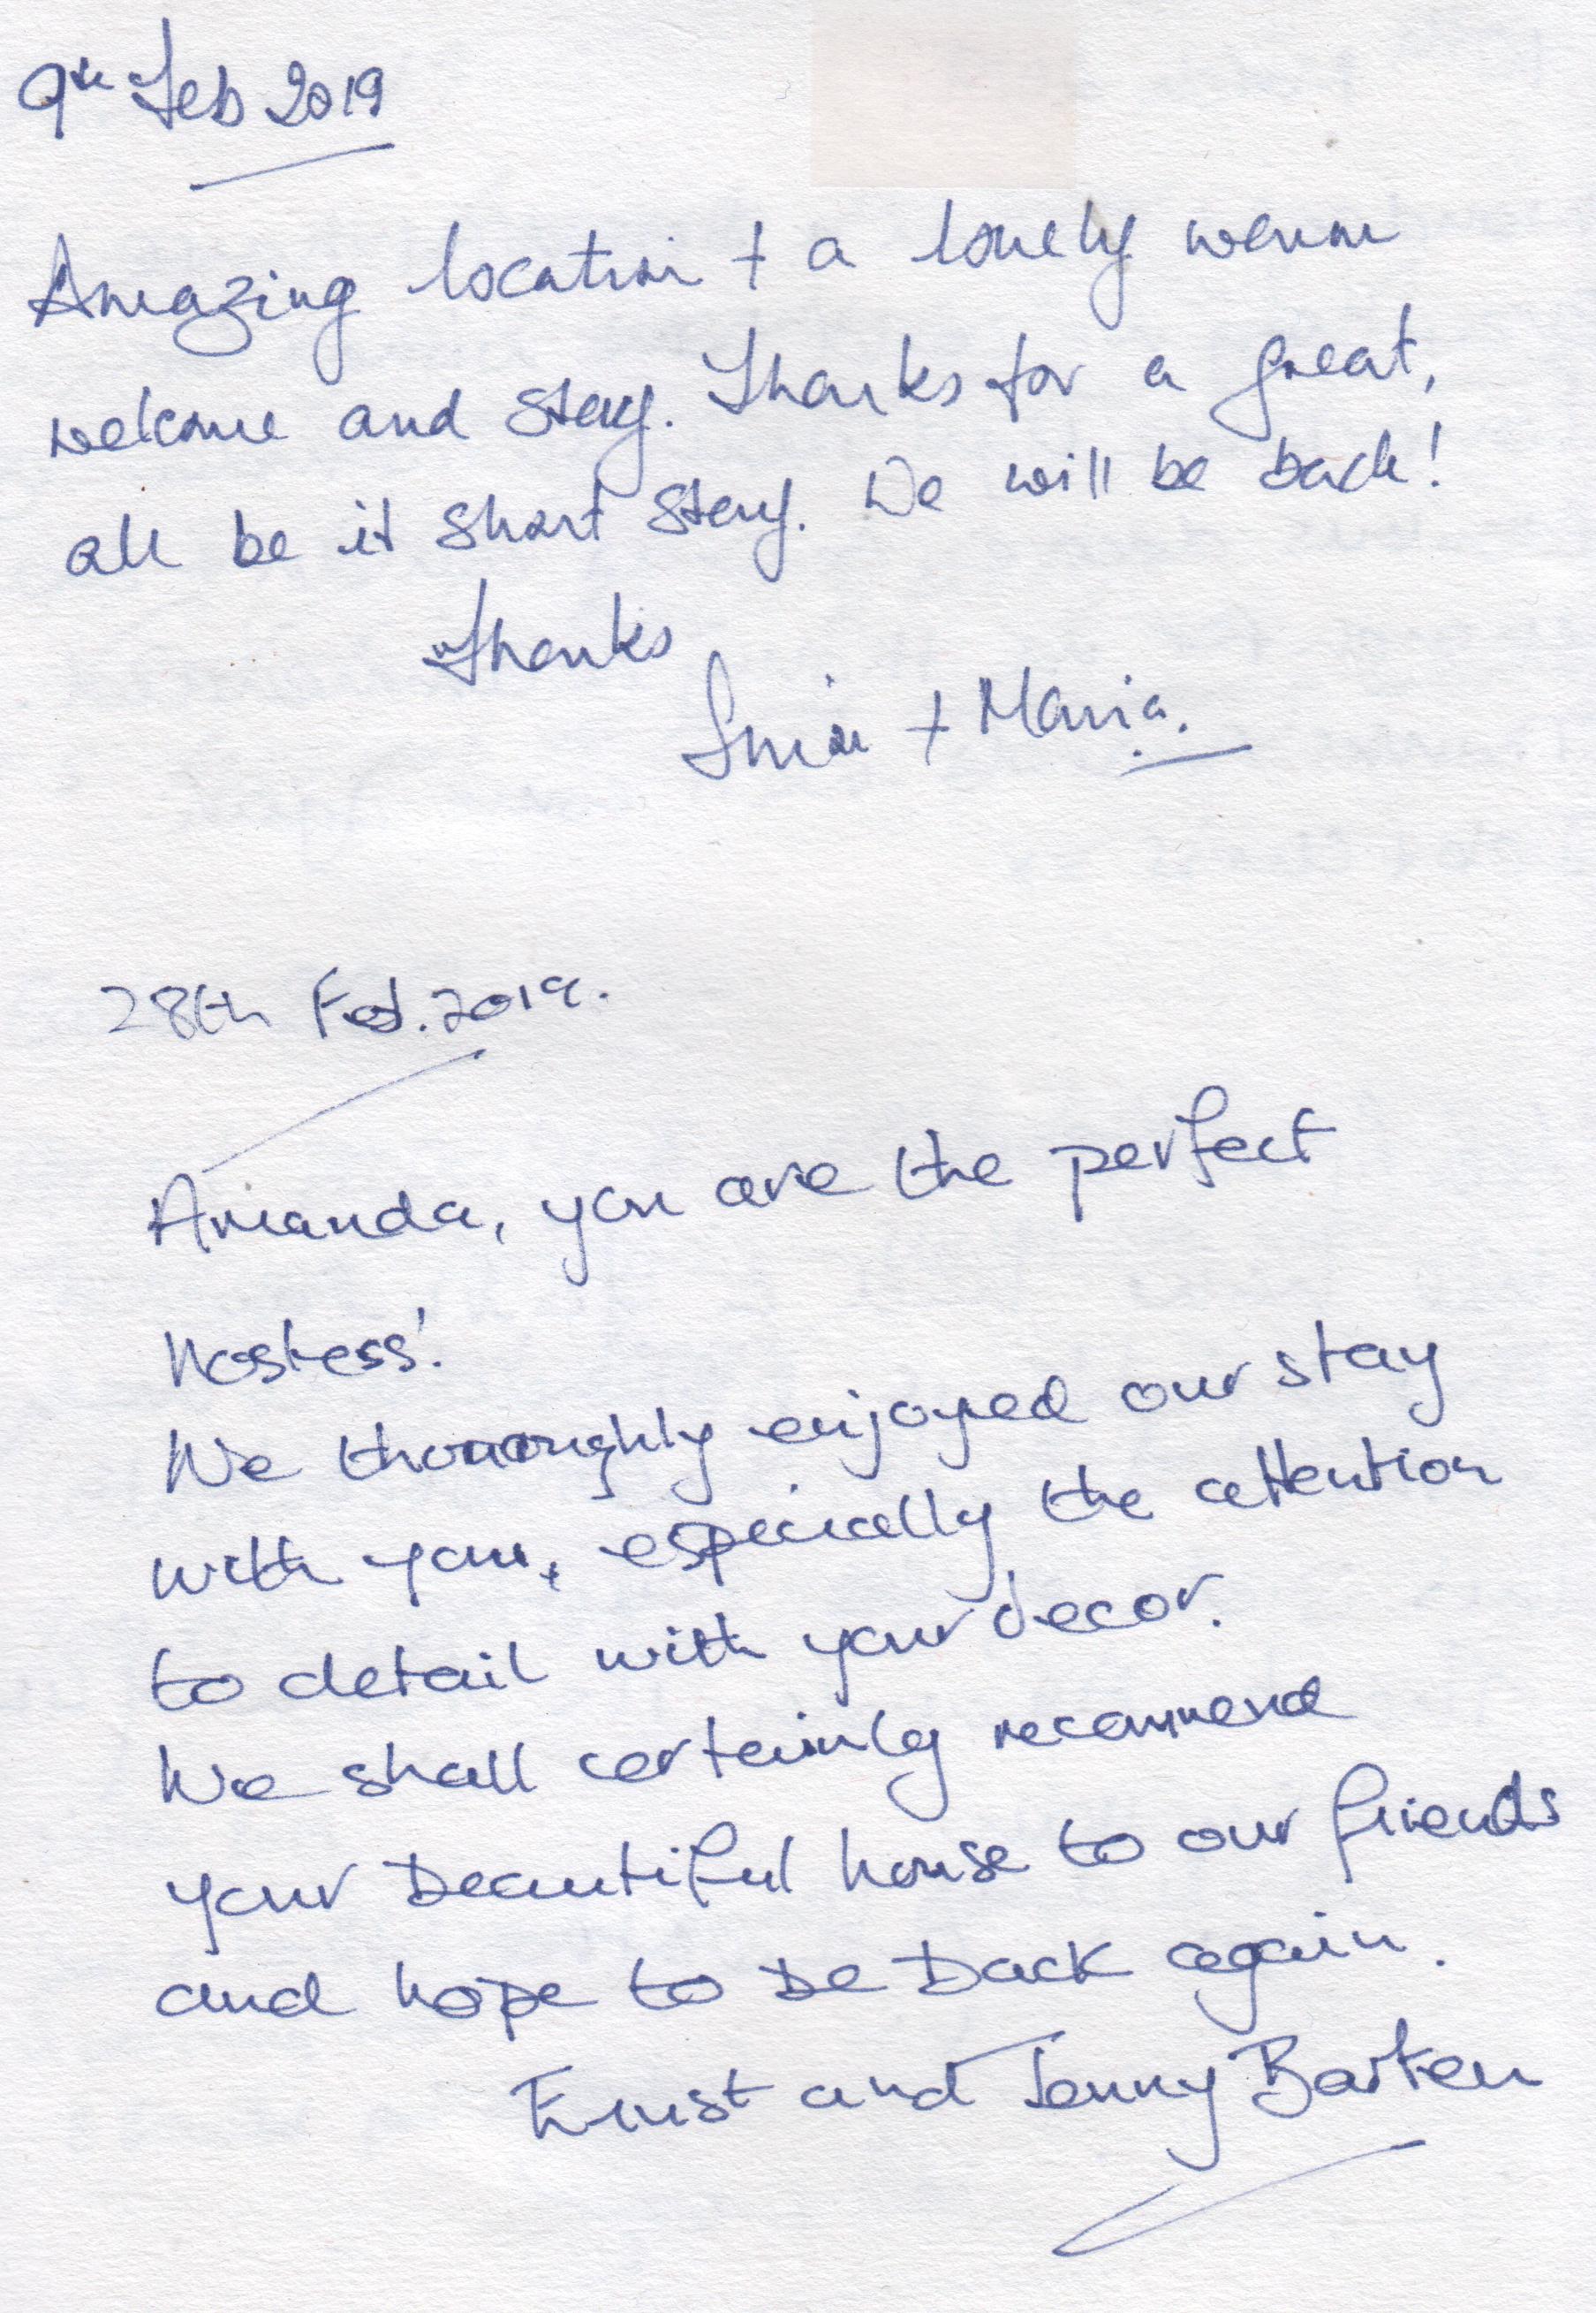 9th Feb 2019
Amazing location + a lovely warm
welcome and stay. Thanks for a great,
all be it short stay. We will be back!
Thanks
+ Maria.
28th Feb. 2019.
Amanda, you are the perfect
hostess!
We thoroughly enjoyed our stay
with you, especially the attention
to detail with your decor.
We shall certainly recommend
your beautiful house to our friends
and hope to be back again.
Ernst and Jenny Barten